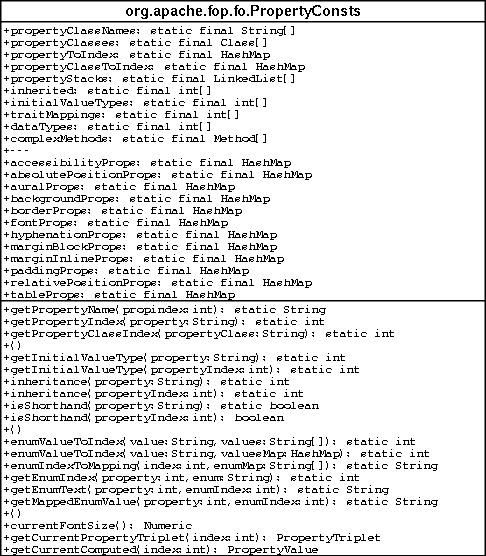 org.apache.fop.fo.PropertyConsts
+propertyClassNames: static final String[]
+propertyClasses: static final Class[]
+propertyToIndex: static final HashMap
+propertyClassToIndex: static final HashMap
+propertyStacks: static final LinkedList[]
+inherited: static final int[]
+initialValueTypes: static final int[]
+traitMappings: static final int[]
+dataTypes: static final int[]
+complexMethods: static final Method[]
+---
+accessibilityProps: static final HashMap
+absolutePositionProps: static final HashMap
+auralProps: static final HashMap
+backgroundProps: static final HashMap
+borderProps: static final HashMap
+fontProps: static final HashMap
+hyphenationProps: static final HashMap
+marginBlockProps: static final HashMap
+marginInlineProps: static final HashMap
+paddingProps: static final HashMap
+relativePositionProps: static final HashMap
+tableProps: static final HashMap
+getPropertyName(propindex:int): static String
+getPropertyIndex(property:String): static int
+getPropertyClassIndex(propertyClass:String): static int
+()
+getInitialValueType(property:String): static int
+getInitialValueType(propertyIndex:int): static int
+inheritance(property:String): static int
+inheritance(propertyIndex:int): static int
+isShorthand(property:String): static boolean
+isShorthand(propertyIndex:int): boolean
+()
+enumValueToIndex(value:String,values:String[]): static int
+enumValueToIndex(value:String,valuesMap:HashMap): static int
+enumIndexToMapping(index:int,enumMap:String[]): static String
+getEnumIndex(property:int,enum:String): static int
+getEnumText(property:int,enumIndex:int): static String
+getMappedEnumValue(property:int,enumIndex:int): static String
+()
+currentFontSize(): Numeric
+getCurrentPropertyTriplet(index:int): PropertyTriplet
+getCurrentComputed(index:int): PropertyValue